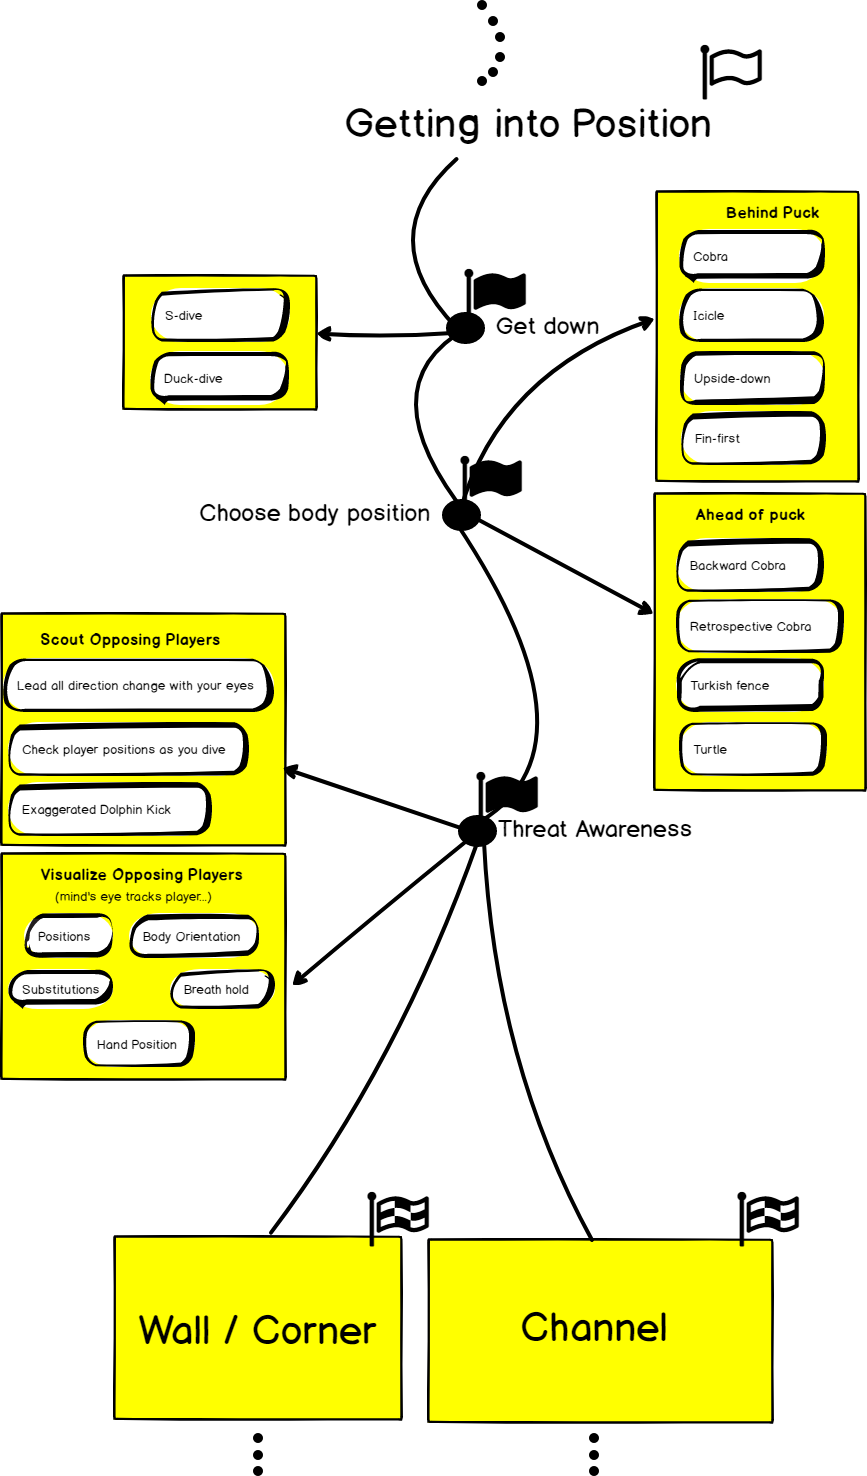 Getting into Position
Behind Puck
Cobra
Icicle
Upside-down
Fin-first
S-dive
Duck-dive
Get down
Choose body position
Ahead of puck
Backward Cobra
Retrospective Cobra
Turkish fence
Turtle
Scout Opposing Players
Lead all direction change with your eyes
Check player positions as you dive
Exaggerated Dolphin Kick
Threat Awareness
Visualize Opposing Players
(mind's eye tracks player...)
Positions
Body Orientation
Substitutions
Breath hold
Hand Position
Wall / Corner
Channel